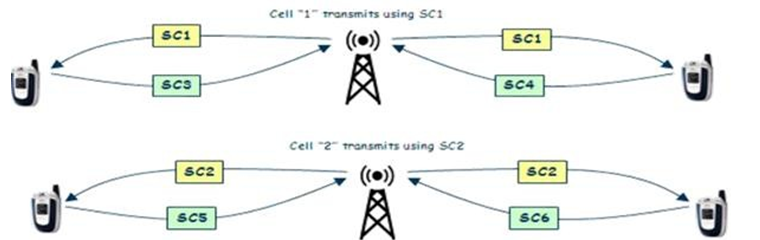 Cell "1" transmits using SC1
SC1
SC1
SC3
SC4
Cell "2" transmits using SC2
SC2
SC2
SC5
SC6